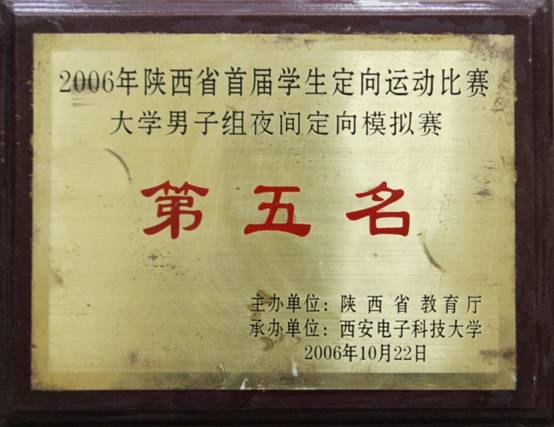 2006年陕西省首届学生定向运动比赛
大学男子组夜间定向模拟赛
第五名
主办单位：陕西省教育厅
承办单位：西安电子科技大学
2006年10月22日